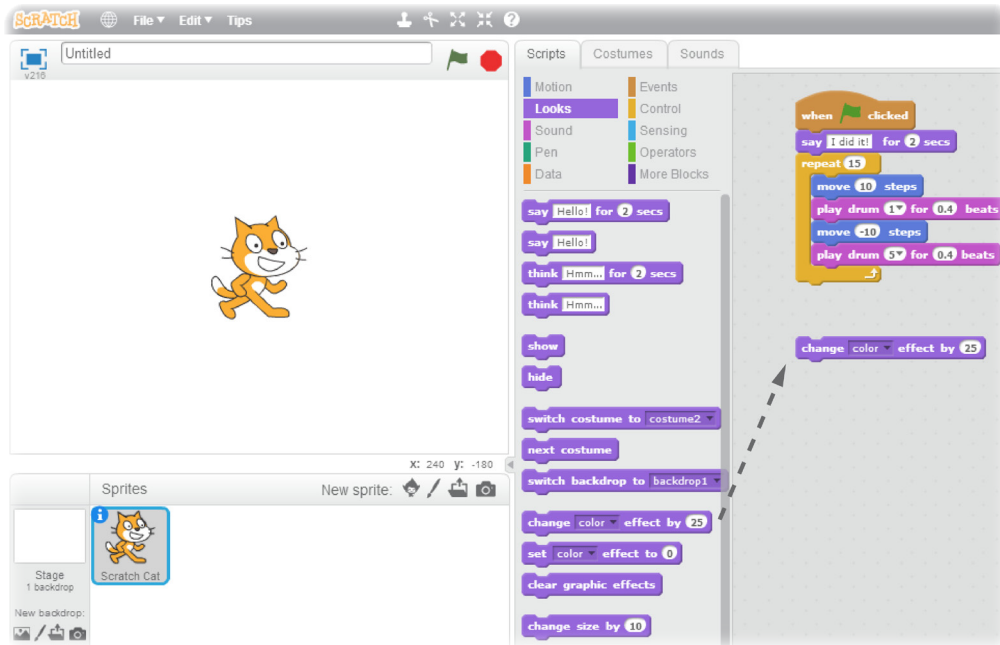 SCRATCH File Edit Tips
v216
Untitled
x: 240 y: -180
Sprites
New sprite:
Stage
1 backdrop
New backdrop:
Scratch Cat
Scripts Costumes Sounds
Motion Events
Looks Control
Sound Sensing
Pen Operators
Data More Blocks
say Hello! for 2 secs
say Hello!
think Hmm... for 2 secs
think Hmm...
show
hide
switch costume to costume2
next costume
switch backdrop to backdrop1
change color effect by 25
set color effect to 0
clear graphic effects
change size by 10
when clicked
say I did it! for 2 secs
repeat 15
move 10 steps
play drum 1 for 0.4 beats
move -10 steps
play drum 5 for 0.4 beats
change color effect by 25